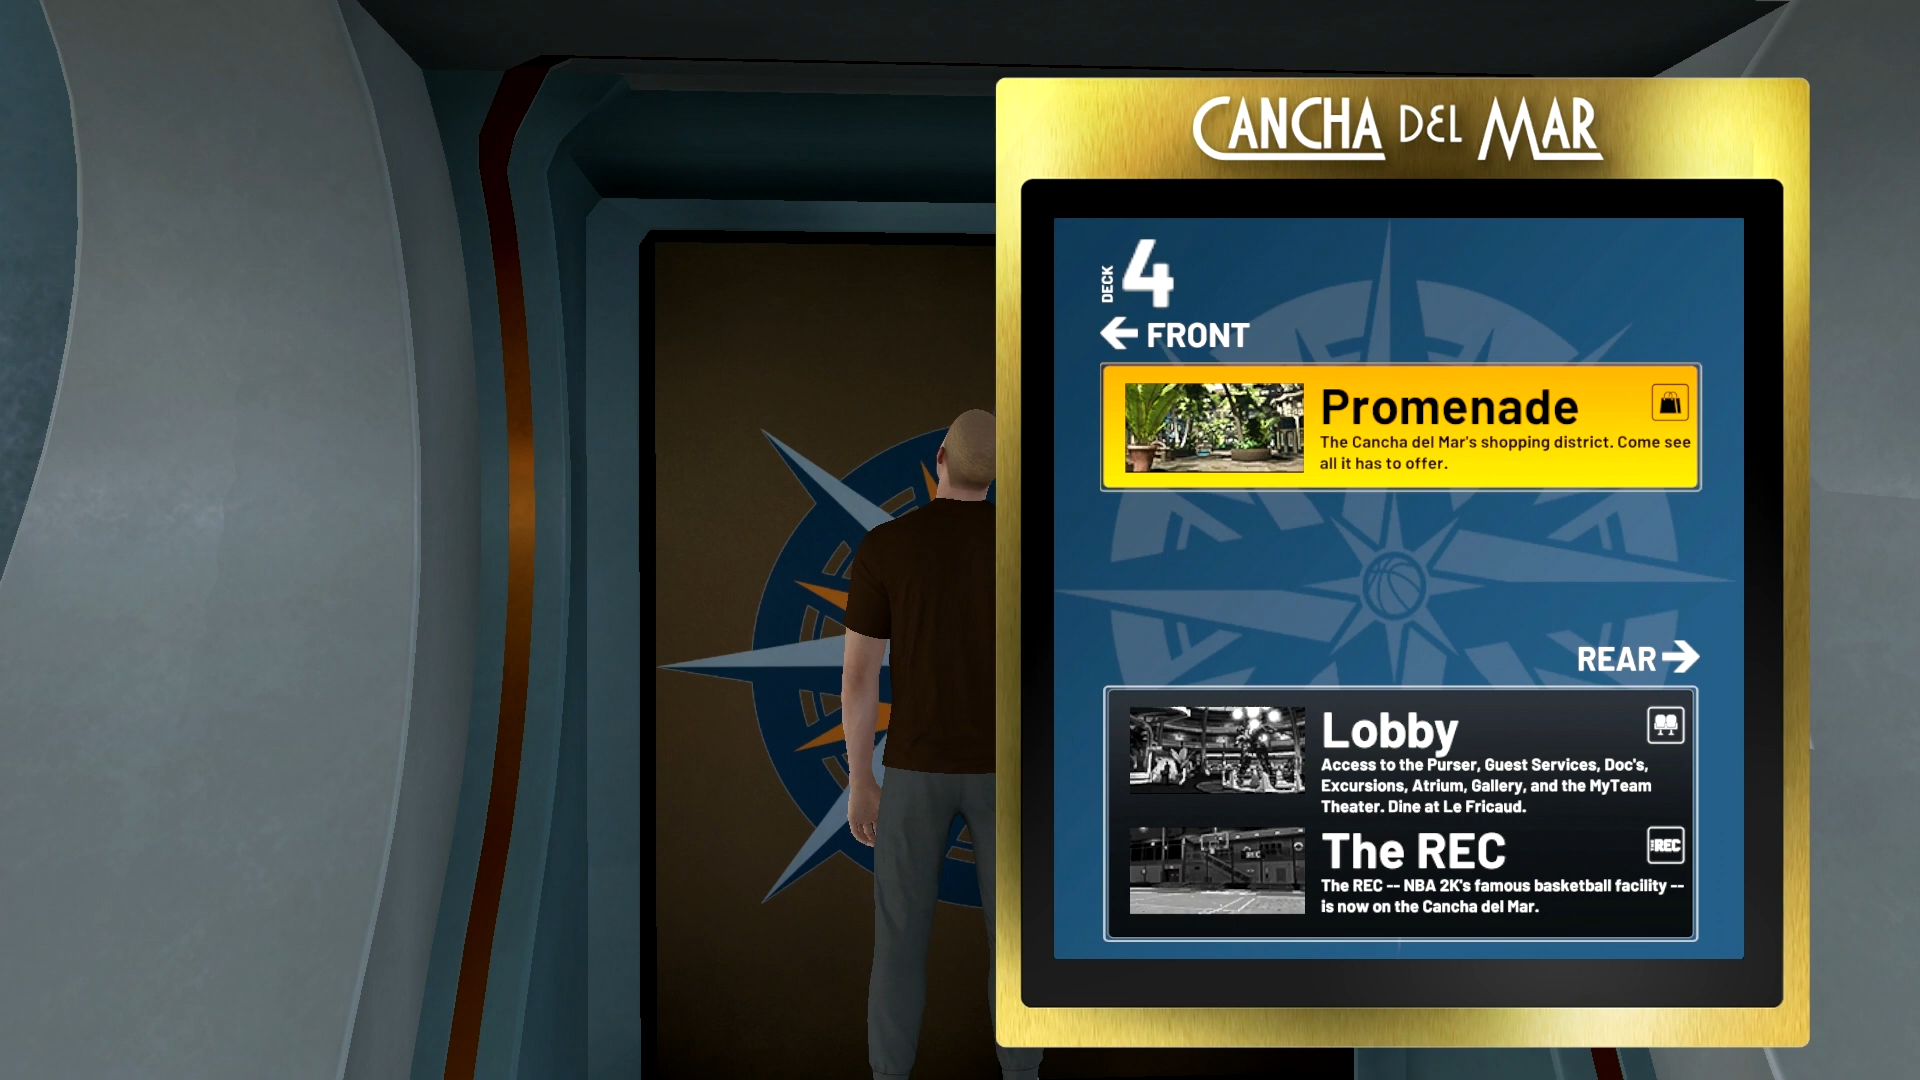 CANCHA DEL MAR
DECK 4
FRONT
Promenade
The Cancha del Mar's shopping district. Come see
all it has to offer.
REAR
Lobby
Access to the Purser, Guest Services, Doc's,
Excursions, Atrium, Gallery, and the MyTeam
Theater. Dine at Le Fricaud.
The REC
THE REC
The REC -- NBA 2K's famous basketball facility --
is now on the Cancha del Mar.